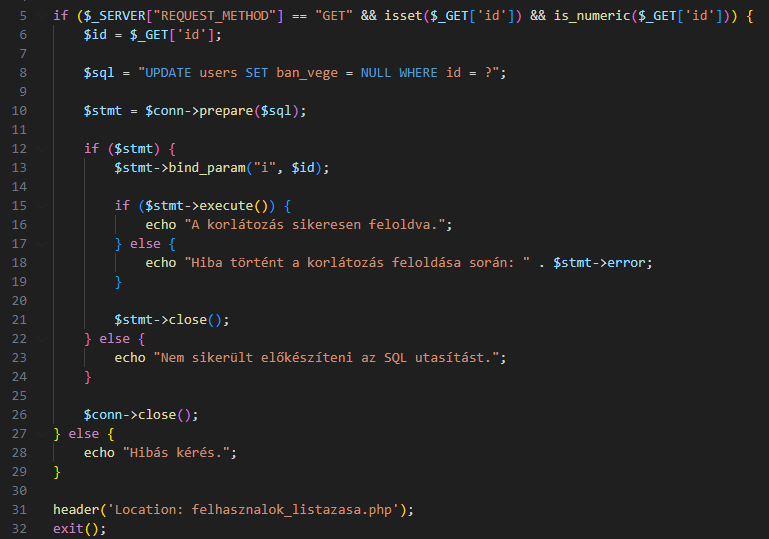 5 if ($_SERVER["REQUEST_METHOD"] == "GET" && isset($_GET['id']) && is_numeric($_GET['id'])) {
6     $id = $_GET['id'];
7
8     $sql = "UPDATE users SET ban_vege = NULL WHERE id = ?";
9
10     $stmt = $conn->prepare($sql);
11
12     if ($stmt) {
13         $stmt->bind_param("i", $id);
14
15         if ($stmt->execute()) {
16             echo "A korlátozás sikeresen feloldva.";
17         } else {
18             echo "Hiba történt a korlátozás feloldása során: " . $stmt->error;
19         }
20
21         $stmt->close();
22     } else {
23         echo "Nem sikerült előkészíteni az SQL utasítást.";
24     }
25
26     $conn->close();
27 } else {
28     echo "Hibás kérés.";
29 }
30
31 header('Location: felhasznalok_listazasa.php');
32 exit();